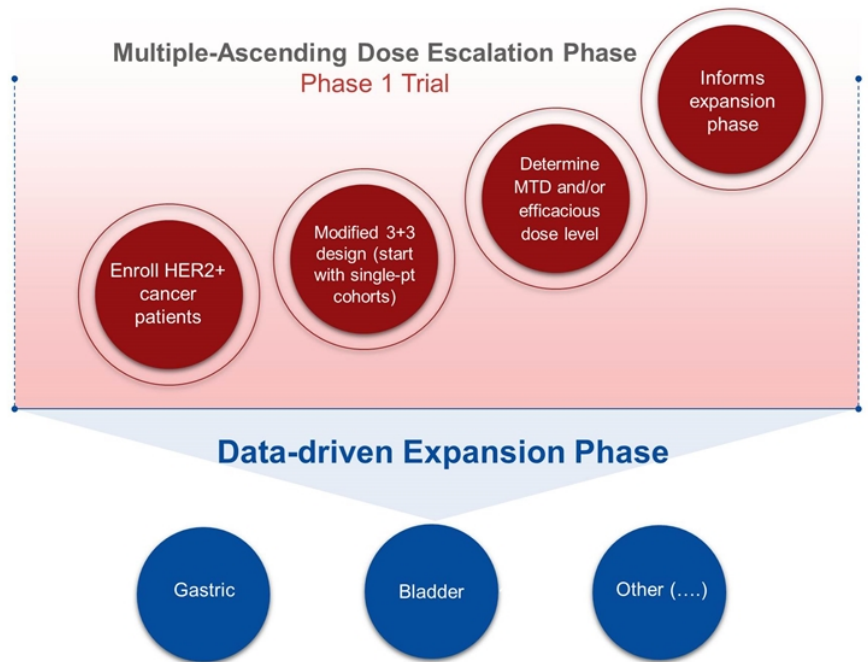 Multiple-Ascending Dose Escalation Phase
Phase 1 Trial
Enroll HER2+
cancer
patients
Modified 3+3
design (start
with single-pt
cohorts)
Determine
MTD and/or
efficacious
dose level
Informs
expansion
phase
Data-driven Expansion Phase
Gastric
Bladder
Other (....)